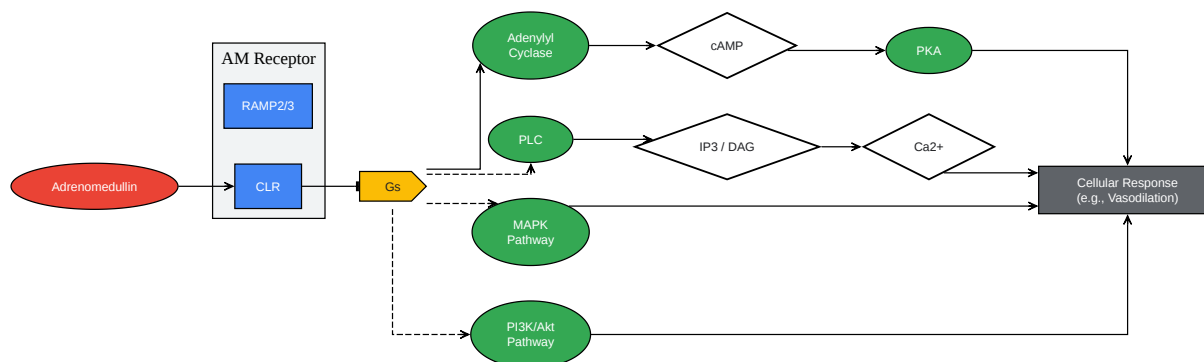 AM Receptor
RAMP2/3
CLR
Adrenomedullin
Gs
Adenylyl
Cyclase
cAMP
PKA
PLC
IP3 / DAG
Ca2+
MAPK
Pathway
PI3K/Akt
Pathway
Cellular Response
(e.g., Vasodilation)